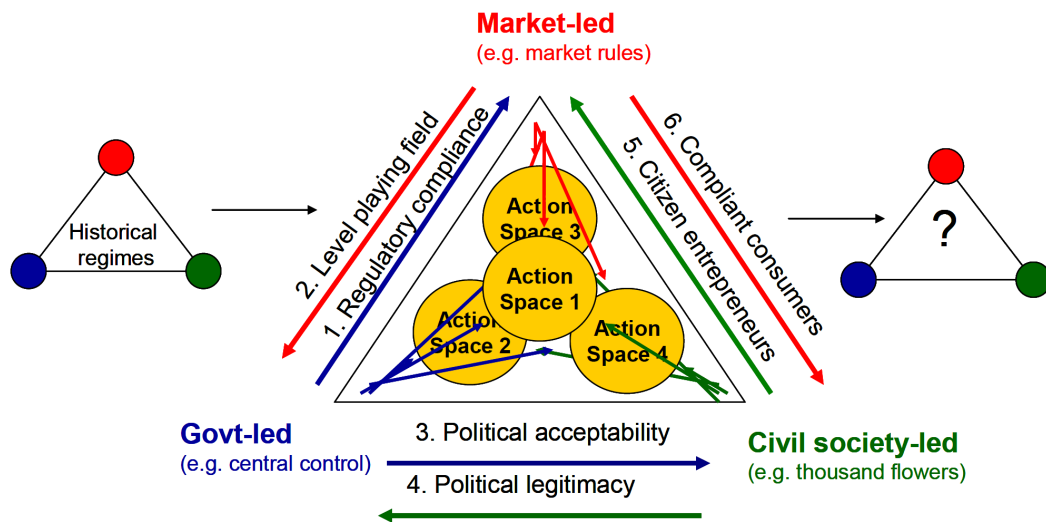 Market-led
(e.g. market rules)
2. Level playing field
1. Regulatory compliance
5. Citizen entrepreneurs
6. Compliant consumers
Historical
regimes
Action
Space 3
Action
Space 1
Action
Space 2
Action
Space 4
?
Govt-led
(e.g. central control)
3. Political acceptability
4. Political legitimacy
Civil society-led
(e.g. thousand flowers)